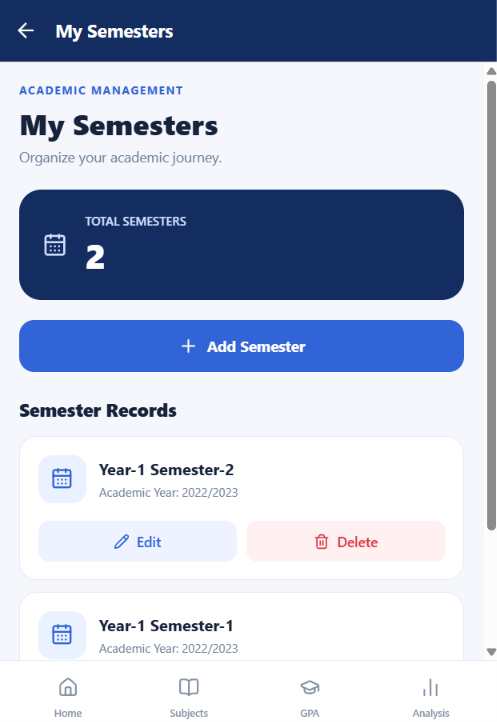 My Semesters
ACADEMIC MANAGEMENT
My Semesters
Organize your academic journey.
TOTAL SEMESTERS
2
Add Semester
Semester Records
Year-1 Semester-2
Academic Year: 2022/2023
Edit
Delete
Year-1 Semester-1
Academic Year: 2022/2023
Home
Subjects
GPA
Analysis